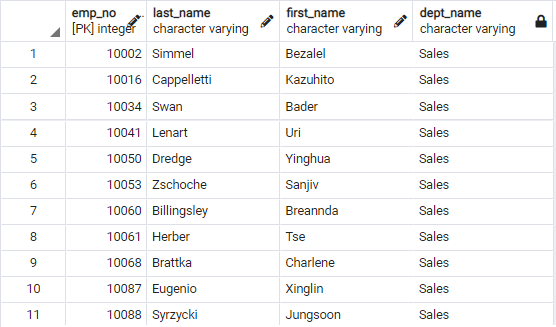 emp_no last_name first_name dept_name
[PK] integer character varying character varying character varying
1 10002 Simmel Bezalel Sales
2 10016 Cappelletti Kazuhito Sales
3 10034 Swan Bader Sales
4 10041 Lenart Uri Sales
5 10050 Dredge Yinghua Sales
6 10053 Zschoche Sanjiv Sales
7 10060 Billingsley Breannda Sales
8 10061 Herber Tse Sales
9 10068 Brattka Charlene Sales
10 10087 Eugenio Xinglin Sales
11 10088 Syrzycki Jungsoon Sales